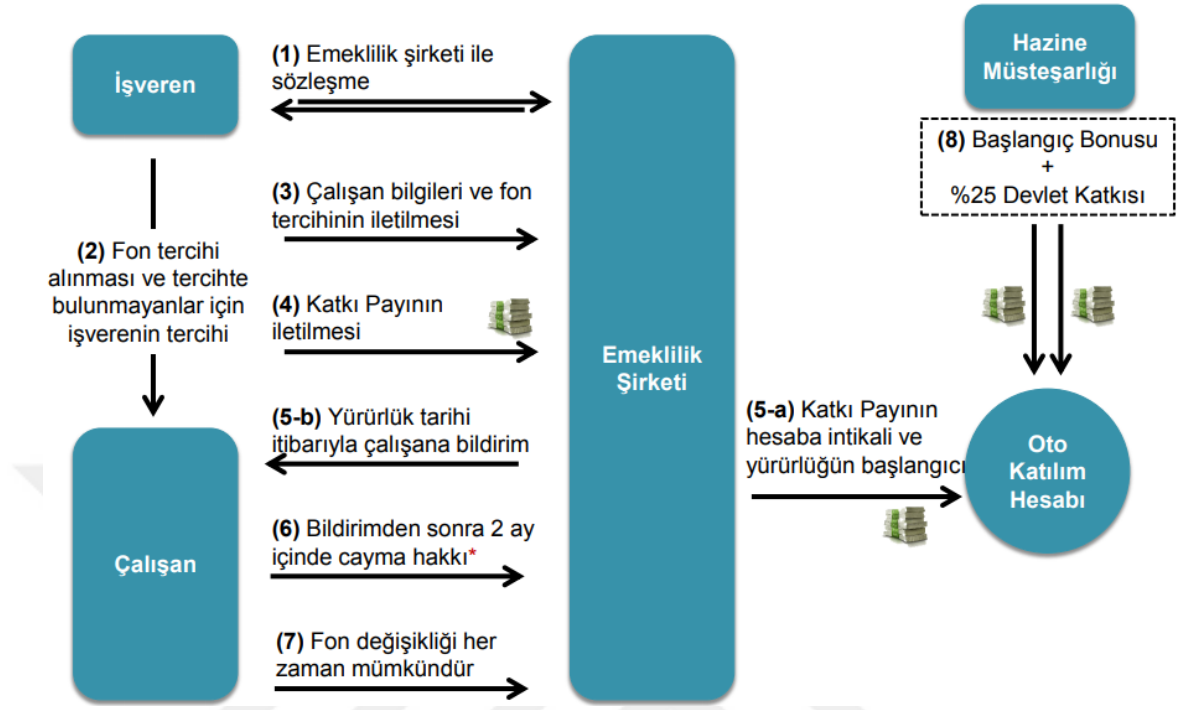 İşveren
(1) Emeklilik şirketi ile
sözleşme
Hazine
Müsteşarlığı
(8) Başlangıç Bonusu
+
%25 Devlet Katkısı
(2) Fon tercihi
alınması ve tercihte
bulunmayanlar için
işverenin tercihi
(3) Çalışan bilgileri ve fon
tercihinin iletilmesi
(4) Katkı Payının
iletilmesi
Emeklilik
Şirketi
(5-a) Katkı Payının
hesaba intikali ve
yürürlüğün başlangıcı
Oto
Katılım
Hesabı
(5-b) Yürürlük tarihi
itibarıyla çalışana bildirim
Çalışan
(6) Bildirimden sonra 2 ay
içinde cayma hakkı*
(7) Fon değişikliği her
zaman mümkündür